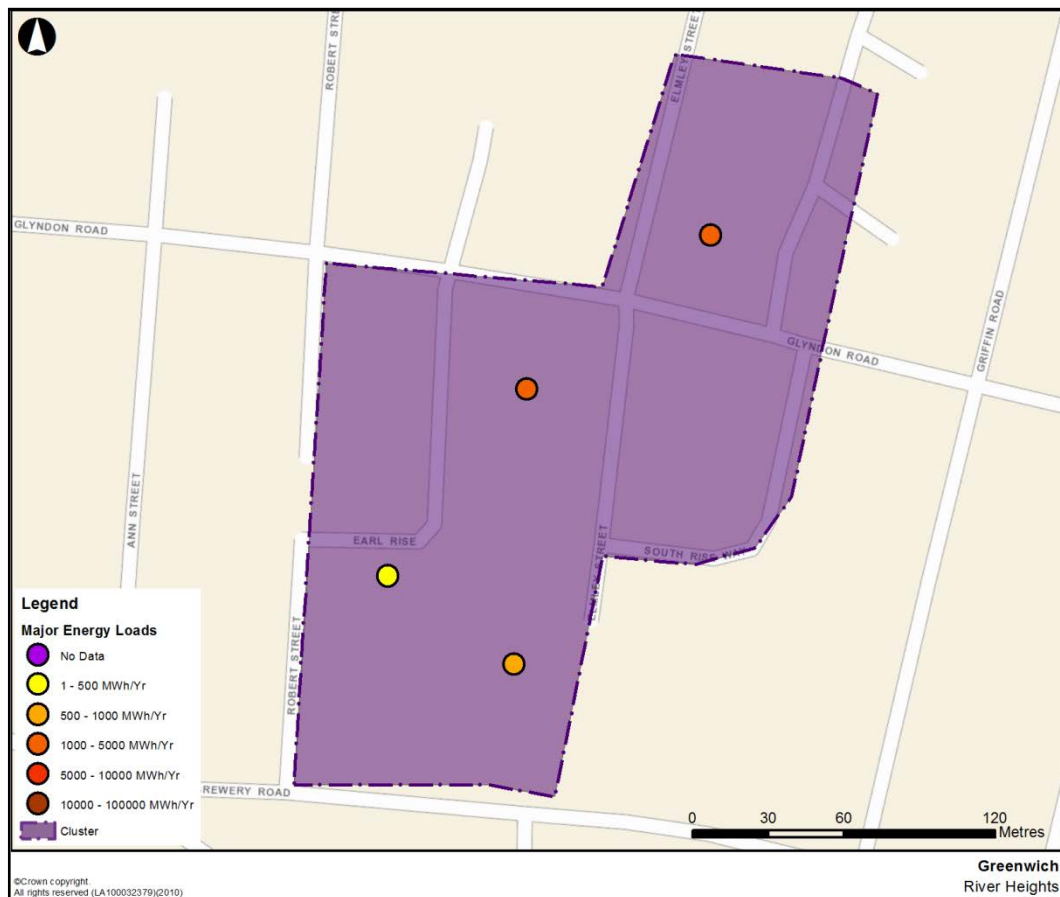 ROBERT STREET
ELMLEY STREET
GLYNDON ROAD
GLYNDON ROAD
GRIFFIN ROAD
ANN STREET
EARL RISE
SOUTH RISE WAY
ELMLEY STREET
ROBERT STREET
REWERY ROAD
Legend
Major Energy Loads
No Data
1 - 500 MWh/Yr
500 - 1000 MWh/Yr
1000 - 5000 MWh/Yr
5000 - 10000 MWh/Yr
10000 - 100000 MWh/Yr
Cluster
0 30 60 120
Metres
©Crown copyright.
All rights reserved (LA100032379)(2010)
Greenwich
River Heights